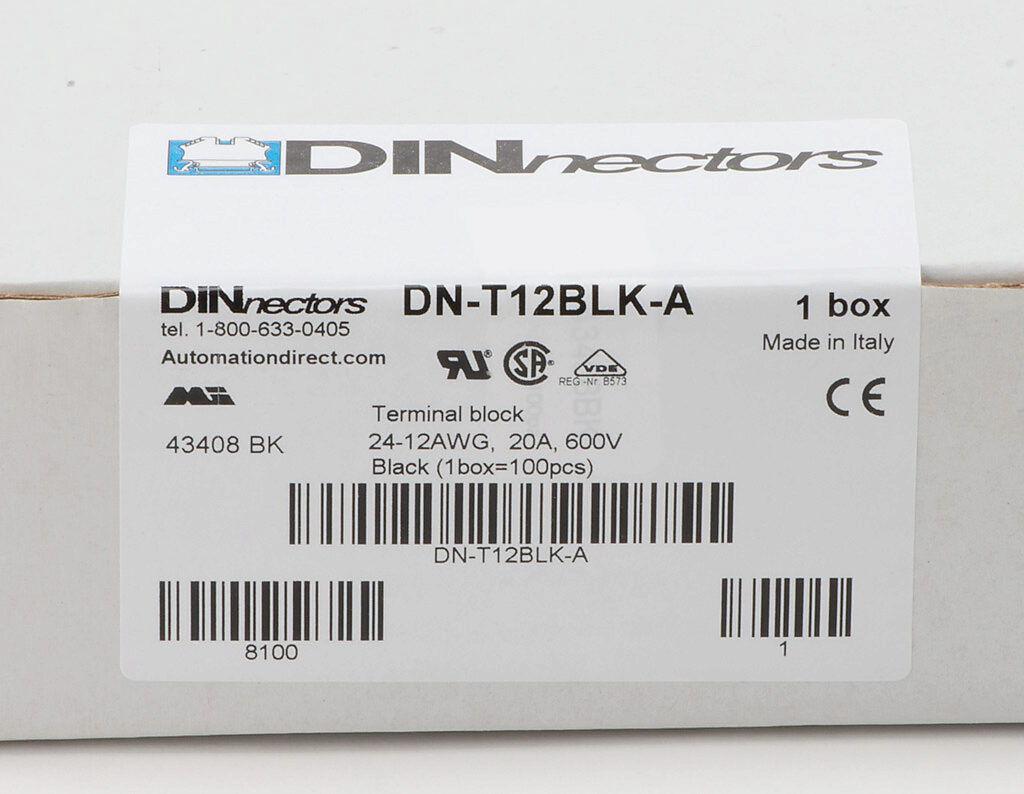 DINnectors
DINnectors DN-T12BLK-A 1 box
tel. 1-800-633-0405 Made in Italy
Automationdirect.com
VDE
REG.-Nr. B573
CE
Terminal block
43408 BK 24-12AWG, 20A, 600V
Black (1box=100pcs)
DN-T12BLK-A
8100 1